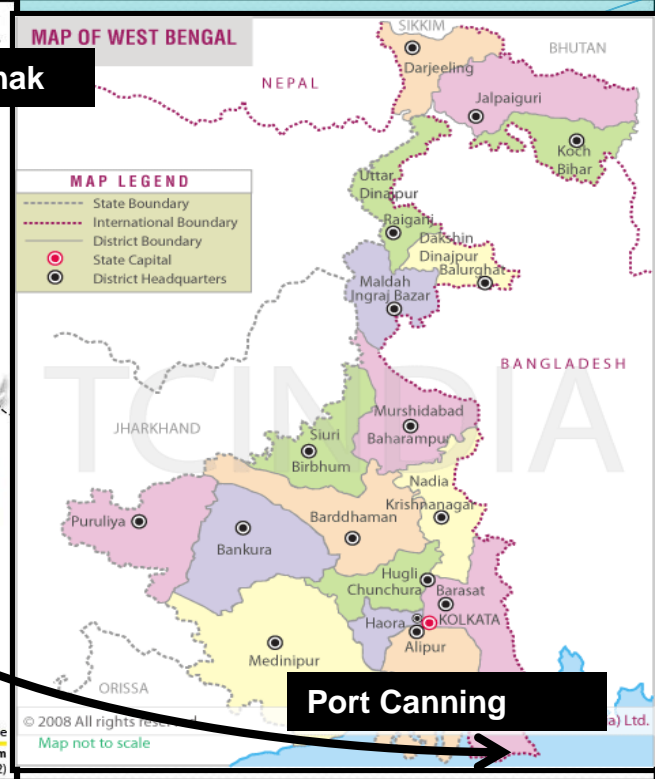 SIKKIM
MAP OF WEST BENGAL
BHUTAN
Darjeeling
nak
NEPAL
Jalpaiguri
Koch
Bihar
MAP LEGEND
State Boundary
International Boundary
District Boundary
State Capital
District Headquarters
Uttar
Dinajpur
Raiganj
Dakshin
Dinajpur
Balurghat
Maldah
Ingraj Bazar
BANGLADESH
TCINDIA
JHARKHAND
Murshidabad
Baharampur
Siuri
Birbhum
Nadia
Krishnanagar
Puruliya
Barddhaman
Bankura
Hugli
Chunchura
Barasat
Haora
KOLKATA
Alipur
Medinipur
ORISSA
Port Canning
© 2008 All rights reserved
a) Ltd.
Map not to scale